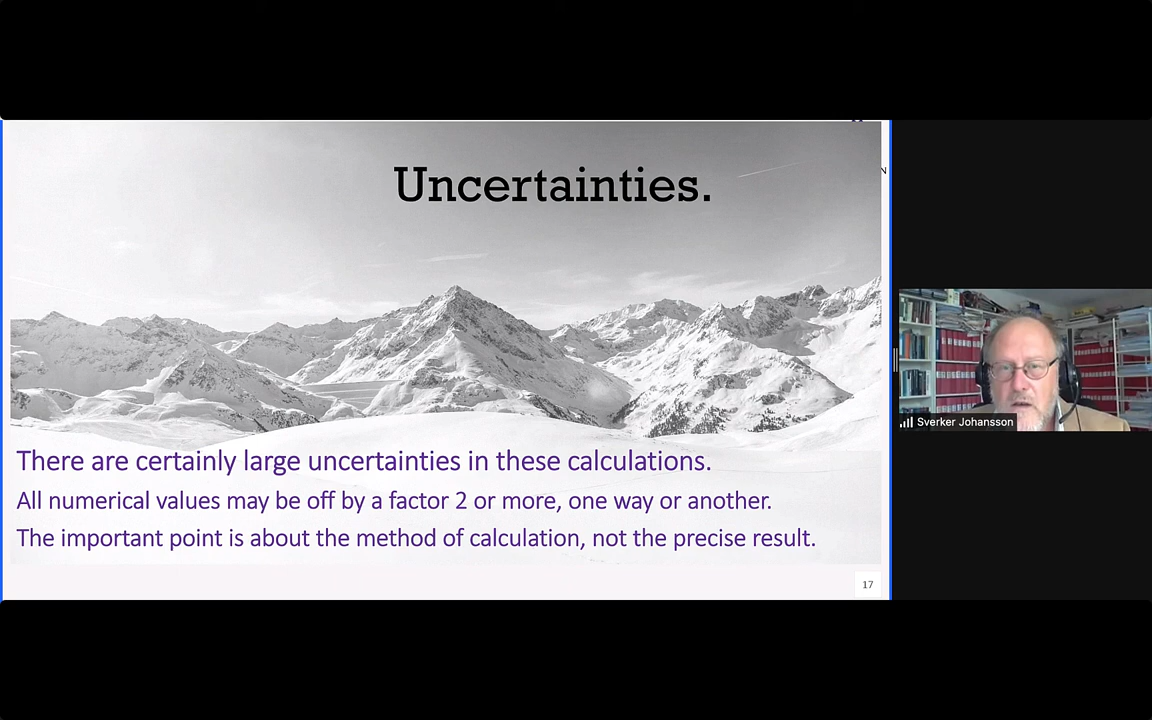 Uncertainties.
There are certainly large uncertainties in these calculations.
All numerical values may be off by a factor 2 or more, one way or another.
The important point is about the method of calculation, not the precise result.
17
N
Sverker Johansson